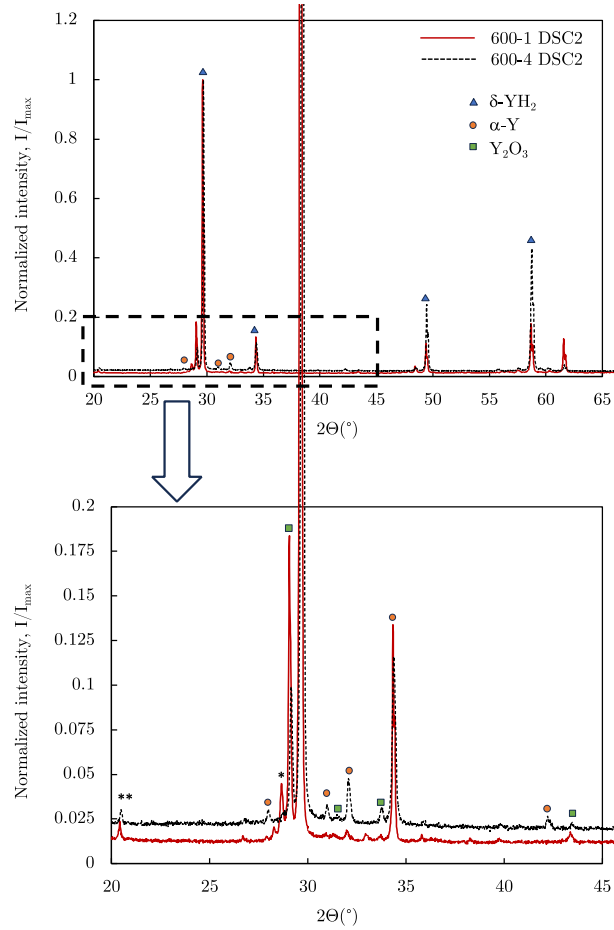 600-1 DSC2
600-4 DSC2
δ-YH₂
α-Y
Y₂O₃
Normalized intensity, I/Iₘₐₓ
1.2
1
0.8
0.6
0.4
0.2
0
20 25 30 35 40 45 50 55 60 65
2Θ(°)
Normalized intensity, I/Iₘₐₓ
0.2
0.175
0.15
0.125
0.1
0.075
0.05
0.025
0
**
*
20 25 30 35 40 45
2Θ(°)